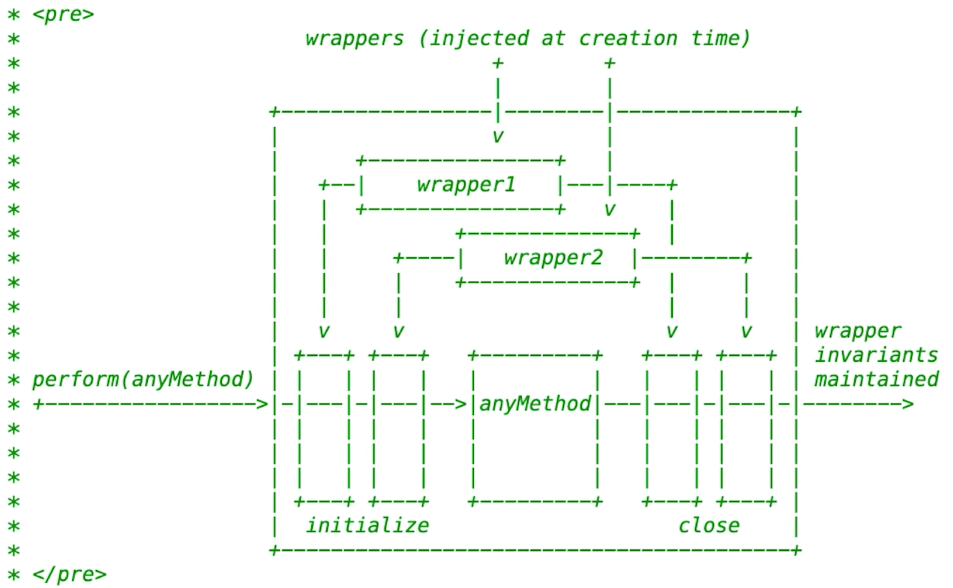 * <pre>
*                       wrappers (injected at creation time)
*                                      +        +
*                                      |        |
*                    +-----------------|--------|---------------+
*                    |                 v        |               |
*                    |      +----------------+  |               |
*                    |   +--|    wrapper1    |---|----+         |
*                    |   |  +----------------+  v    |          |
*                    |   |          +--------------+ |          |
*                    |   |     +----|   wrapper2   |--------+   |
*                    |   |     |    +--------------+ |     |    |
*                    |   |     |                     |     |    |
*                    |   v     v                     v     v    | wrapper
*                    | +----+ +----+   +----------+   +----+ +----+ | invariants
* perform(anyMethod) | |    | |    |   |          |   |    | |    | | maintained
* +----------------->|-|----|-|----|-->|anyMethod|---|----|-|----|-|-------->
*                    | |    | |    |   |          |   |    | |    | |
*                    | |    | |    |   |          |   |    | |    | |
*                    | |    | |    |   |          |   |    | |    | |
*                    | +----+ +----+   +----------+   +----+ +----+ |
*                    |  initialize                      close    |
*                    +------------------------------------------+
* </pre>